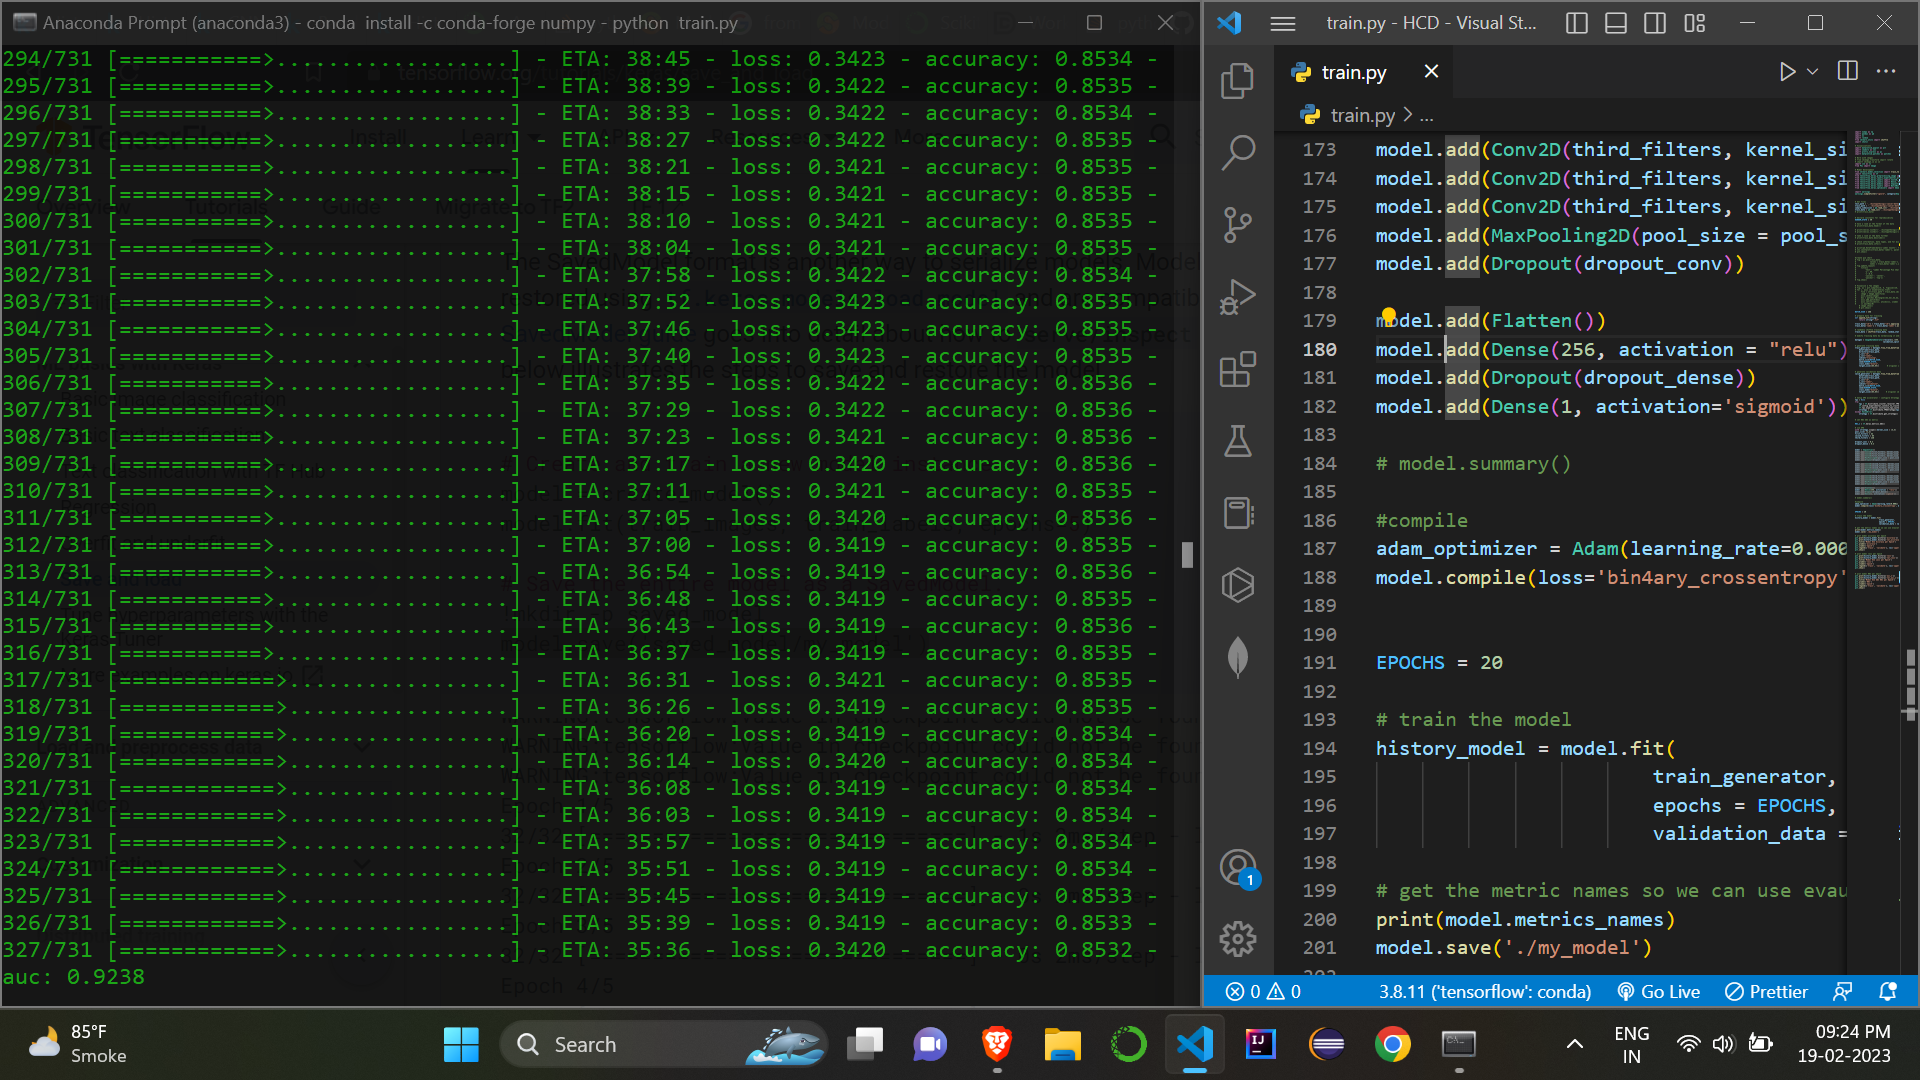 Anaconda Prompt (anaconda3) - conda  install -c conda-forge numpy - python  train.py
294/731 [===========>..................] - ETA: 38:45 - loss: 0.3423 - accuracy: 0.8534 -
295/731 [===========>..................] - ETA: 38:39 - loss: 0.3422 - accuracy: 0.8535 -
296/731 [===========>..................] - ETA: 38:33 - loss: 0.3422 - accuracy: 0.8534 -
297/731 [===========>..................] - ETA: 38:27 - loss: 0.3422 - accuracy: 0.8535 -
298/731 [===========>..................] - ETA: 38:21 - loss: 0.3421 - accuracy: 0.8535 -
299/731 [===========>..................] - ETA: 38:15 - loss: 0.3421 - accuracy: 0.8535 -
300/731 [===========>..................] - ETA: 38:10 - loss: 0.3421 - accuracy: 0.8535 -
301/731 [===========>..................] - ETA: 38:04 - loss: 0.3421 - accuracy: 0.8535 -
302/731 [===========>..................] - ETA: 37:58 - loss: 0.3422 - accuracy: 0.8534 -
303/731 [===========>..................] - ETA: 37:52 - loss: 0.3423 - accuracy: 0.8535 -
304/731 [===========>..................] - ETA: 37:46 - loss: 0.3423 - accuracy: 0.8535 -
305/731 [===========>..................] - ETA: 37:40 - loss: 0.3423 - accuracy: 0.8535 -
306/731 [===========>..................] - ETA: 37:35 - loss: 0.3422 - accuracy: 0.8536 -
307/731 [===========>..................] - ETA: 37:29 - loss: 0.3422 - accuracy: 0.8536 -
308/731 [===========>..................] - ETA: 37:23 - loss: 0.3421 - accuracy: 0.8536 -
309/731 [===========>..................] - ETA: 37:17 - loss: 0.3420 - accuracy: 0.8536 -
310/731 [===========>..................] - ETA: 37:11 - loss: 0.3421 - accuracy: 0.8535 -
311/731 [===========>..................] - ETA: 37:05 - loss: 0.3420 - accuracy: 0.8536 -
312/731 [===========>..................] - ETA: 37:00 - loss: 0.3419 - accuracy: 0.8535 -
313/731 [===========>..................] - ETA: 36:54 - loss: 0.3419 - accuracy: 0.8536 -
314/731 [===========>..................] - ETA: 36:48 - loss: 0.3419 - accuracy: 0.8535 -
315/731 [===========>..................] - ETA: 36:43 - loss: 0.3419 - accuracy: 0.8536 -
316/731 [===========>..................] - ETA: 36:37 - loss: 0.3419 - accuracy: 0.8535 -
317/731 [============>.................] - ETA: 36:31 - loss: 0.3421 - accuracy: 0.8535 -
318/731 [============>.................] - ETA: 36:26 - loss: 0.3419 - accuracy: 0.8535 -
319/731 [============>.................] - ETA: 36:20 - loss: 0.3419 - accuracy: 0.8534 -
320/731 [============>.................] - ETA: 36:14 - loss: 0.3420 - accuracy: 0.8534 -
321/731 [============>.................] - ETA: 36:08 - loss: 0.3419 - accuracy: 0.8534 -
322/731 [============>.................] - ETA: 36:03 - loss: 0.3419 - accuracy: 0.8534 -
323/731 [============>.................] - ETA: 35:57 - loss: 0.3419 - accuracy: 0.8534 -
324/731 [============>.................] - ETA: 35:51 - loss: 0.3419 - accuracy: 0.8534 -
325/731 [============>.................] - ETA: 35:45 - loss: 0.3419 - accuracy: 0.8533 -
326/731 [============>.................] - ETA: 35:39 - loss: 0.3419 - accuracy: 0.8533 -
327/731 [============>.................] - ETA: 35:36 - loss: 0.3420 - accuracy: 0.8532 -
auc: 0.9238
Epoch 4/5
train.py - HCD - Visual St...
train.py
train.py > ...
173 model.add(Conv2D(third_filters, kernel_si
174 model.add(Conv2D(third_filters, kernel_si
175 model.add(Conv2D(third_filters, kernel_si
176 model.add(MaxPooling2D(pool_size = pool_s
177 model.add(Dropout(dropout_conv))
178
179 model.add(Flatten())
180 model.add(Dense(256, activation = "relu")
181 model.add(Dropout(dropout_dense))
182 model.add(Dense(1, activation='sigmoid'))
183
184 # model.summary()
185
186 #compile
187 adam_optimizer = Adam(learning_rate=0.000
188 model.compile(loss='bin4ary_crossentropy'
189
190
191 EPOCHS = 20
192
193 # train the model
194 history_model = model.fit(
195 train_generator,
196 epochs = EPOCHS,
197 validation_data =
198
199 # get the metric names so we can use evau
200 print(model.metrics_names)
201 model.save('./my_model')
1
0 0 3.8.11 ('tensorflow': conda) Go Live Prettier
85°F
Smoke
Search
ENG
IN
09:24 PM
19-02-2023